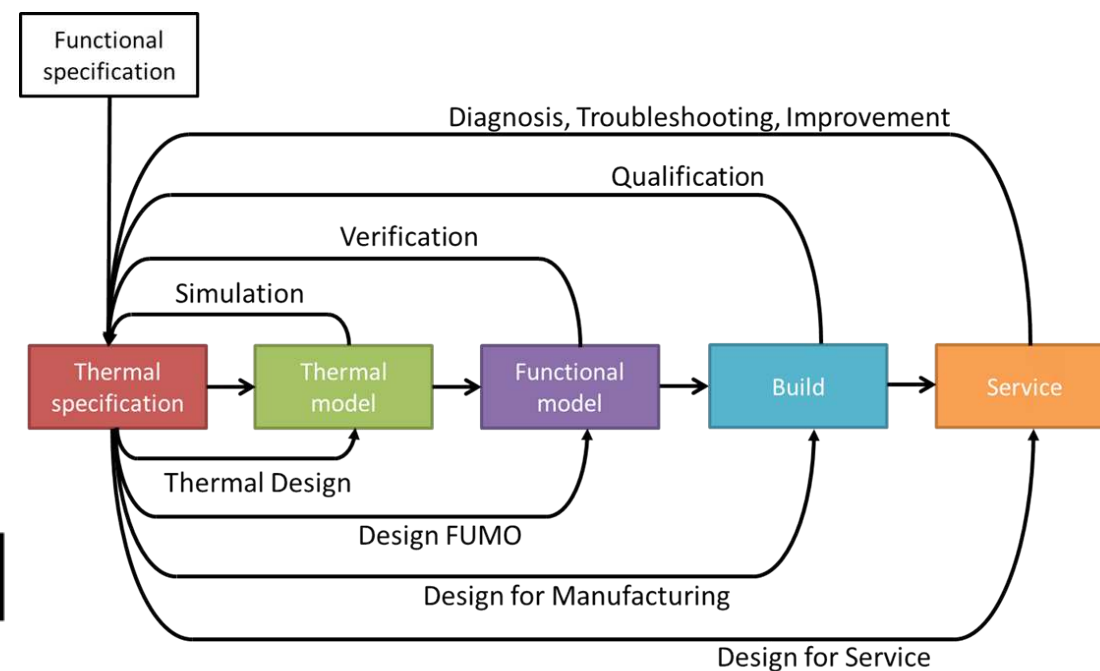 Functional
specification
Diagnosis, Troubleshooting, Improvement
Qualification
Verification
Simulation
Thermal
specification
Thermal
model
Functional
model
Build
Service
Thermal Design
Design FUMO
Design for Manufacturing
Design for Service